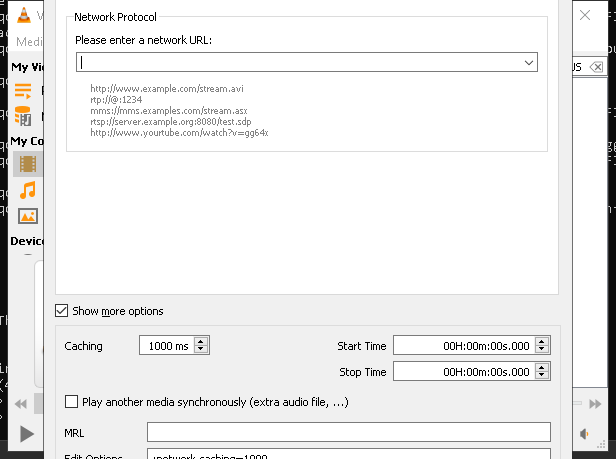 V
Network Protocol
Medi
Please enter a network URL:
My Vi
US
http://www.example.com/stream.avi
rtp://@:1234
mms://mms.examples.com/stream.asx
rtsp://server.example.org:8080/test.sdp
http://www.yourtube.com/watch?v=gg64x
My Co
Device
Show more options
Caching
1000 ms
Start Time
00H:00m:00s.000
Stop Time
00H:00m:00s.000
Play another media synchronously (extra audio file, ...)
MRL
Edit Options
:network-caching=1000